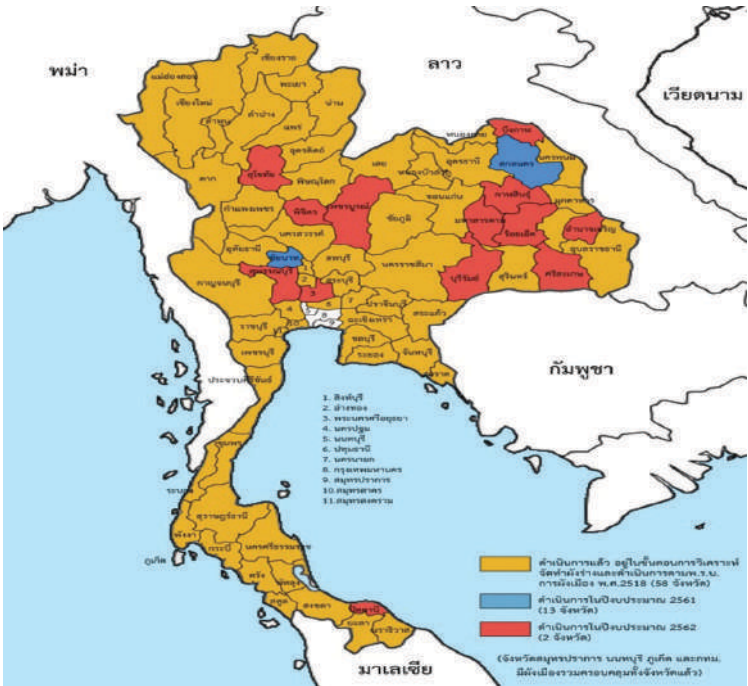 พม่า
ลาว
เวียดนาม
เชียงราย
แม่ฮ่องสอน
พะเยา
เชียงใหม่
น่าน
ลำปาง
ลำพูน
แพร่
บึงกาฬ
หนองคาย
อุตรดิตถ์
เลย
อุดรธานี
สกลนคร
นครพนม
สุโขทัย
ตาก
พิษณุโลก
หนองบัวลำภู
กาฬสินธุ์
มุกดาหาร
ขอนแก่น
กำแพงเพชร
พิจิตร
เพชรบูรณ์
ชัยภูมิ
มหาสารคาม
ร้อยเอ็ด
อำนาจเจริญ
นครสวรรค์
อุทัยธานี
ชัยนาท
ลพบุรี
อุบลราชธานี
นครราชสีมา
บุรีรัมย์
สุรินทร์
ศรีสะเกษ
สุพรรณบุรี
1
2
สระบุรี
กาญจนบุรี
3
4
6
7
ปราจีนบุรี
สระแก้ว
8
9
ฉะเชิงเทรา
ราชบุรี
10
ชลบุรี
เพชรบุรี
ระยอง
จันทบุรี
ตราด
กัมพูชา
ประจวบคีรีขันธ์
1. สิงห์บุรี
2. อ่างทอง
3. พระนครศรีอยุธยา
4. นครปฐม
5. นนทบุรี
6. ปทุมธานี
7. นครนายก
8. กรุงเทพมหานคร
9. สมุทรปราการ
10.สมุทรสาคร
11.สมุทรสงคราม
ชุมพร
ระนอง
สุราษฎร์ธานี
พังงา
กระบี่
นครศรีธรรมราช
ภูเก็ต
ตรัง
พัทลุง
สตูล
สงขลา
ปัตตานี
ยะลา
นราธิวาส
มาเลเซีย
ดำเนินการแล้ว อยู่ในขั้นตอนการวิเคราะห์
จัดทำผังร่างและดำเนินการตามพ.ร.บ.
การผังเมือง พ.ศ.2518 (58 จังหวัด)
ดำเนินการในปีงบประมาณ 2561
(13 จังหวัด)
ดำเนินการในปีงบประมาณ 2562
(2 จังหวัด)
(จังหวัดสมุทรปราการ นนทบุรี ภูเก็ต และกทม.
มีผังเมืองรวมครอบคลุมทั้งจังหวัดแล้ว)